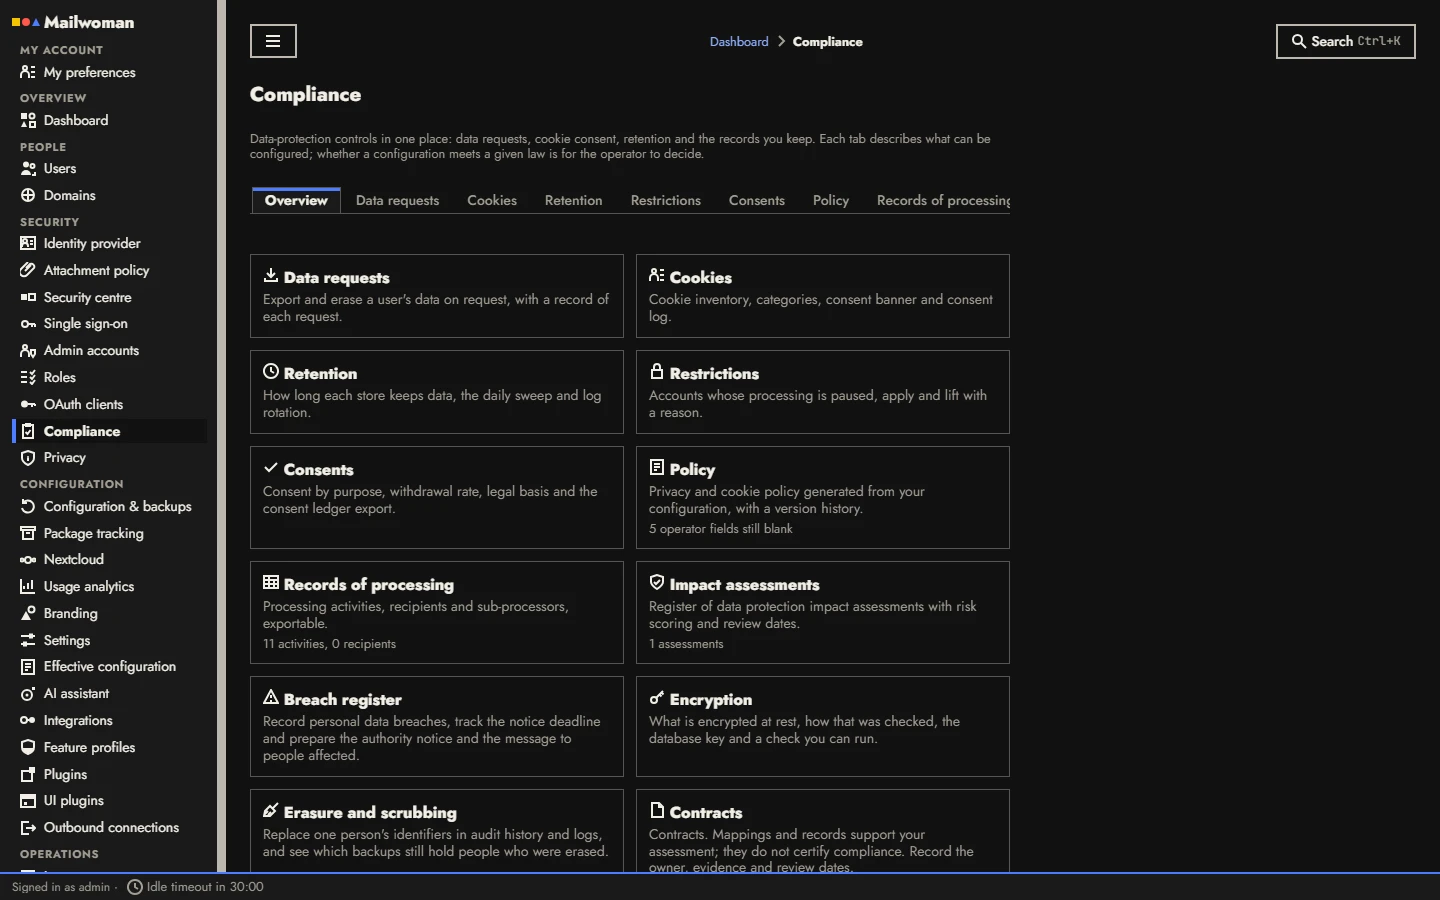 Mailwoman
MY ACCOUNT
My preferences
OVERVIEW
Dashboard
PEOPLE
Users
Domains
SECURITY
Identity provider
Attachment policy
Security centre
Single sign-on
Admin accounts
Roles
OAuth clients
Compliance
Privacy
CONFIGURATION
Configuration & backups
Package tracking
Nextcloud
Usage analytics
Branding
Settings
Effective configuration
AI assistant
Integrations
Feature profiles
Plugins
UI plugins
Outbound connections
OPERATIONS
Dashboard > Compliance
Search Ctrl+K
Compliance
Data-protection controls in one place: data requests, cookie consent, retention and the records you keep. Each tab describes what can be
configured; whether a configuration meets a given law is for the operator to decide.
Overview Data requests Cookies Retention Restrictions Consents Policy Records of processing
Data requests
Export and erase a user's data on request, with a record of
each request.
Cookies
Cookie inventory, categories, consent banner and consent
log.
Retention
How long each store keeps data, the daily sweep and log
rotation.
Restrictions
Accounts whose processing is paused, apply and lift with
a reason.
Consents
Consent by purpose, withdrawal rate, legal basis and the
consent ledger export.
Policy
Privacy and cookie policy generated from your
configuration, with a version history.
5 operator fields still blank
Records of processing
Processing activities, recipients and sub-processors,
exportable.
11 activities, 0 recipients
Impact assessments
Register of data protection impact assessments with risk
scoring and review dates.
1 assessments
Breach register
Record personal data breaches, track the notice deadline
and prepare the authority notice and the message to
people affected.
Encryption
What is encrypted at rest, how that was checked, the
database key and a check you can run.
Erasure and scrubbing
Replace one person's identifiers in audit history and logs,
and see which backups still hold people who were erased.
Contracts
Contracts. Mappings and records support your
assessment; they do not certify compliance. Record the
owner, evidence and review dates.
Signed in as admin · Idle timeout in 30:00